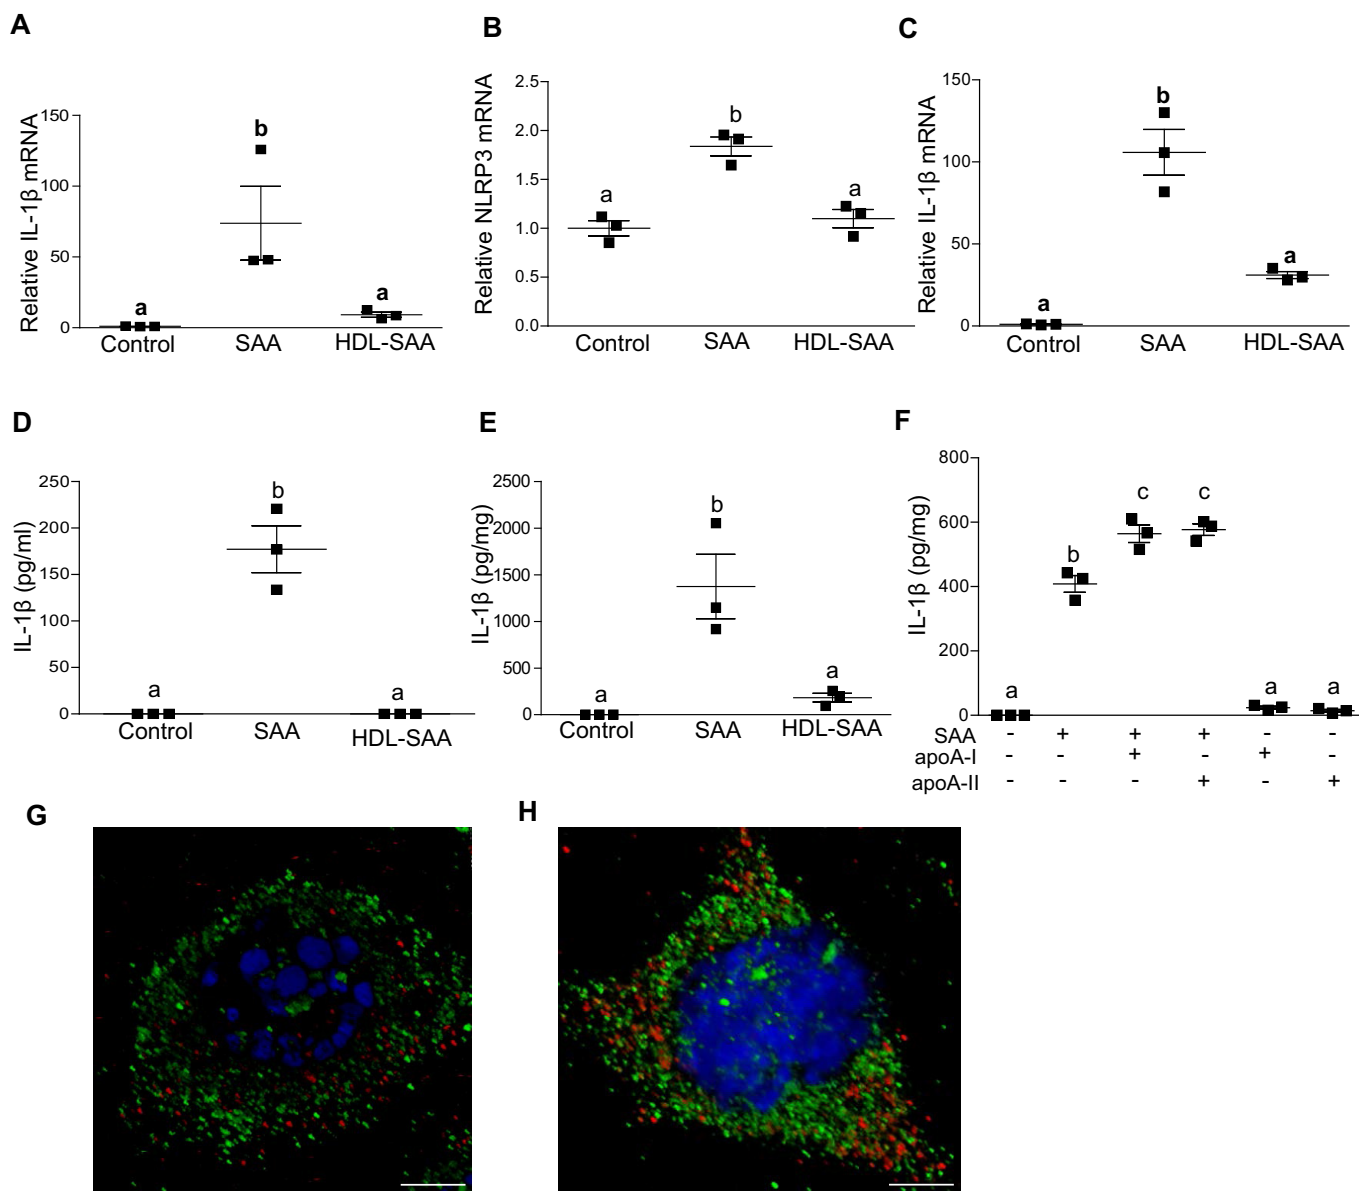 A
Relative IL-1β mRNA
150
100
50
0
b
a
a
Control SAA HDL-SAA
B
Relative NLRP3 mRNA
2.5
2.0
1.5
1.0
0.5
0.0
a
b
a
Control SAA HDL-SAA
C
Relative IL-1β mRNA
150
100
50
0
b
a
a
Control SAA HDL-SAA
D
IL-1β (pg/ml)
250
200
150
100
50
0
b
a
a
Control SAA HDL-SAA
E
IL-1β (pg/mg)
2500
2000
1500
1000
500
0
b
a
a
Control SAA HDL-SAA
F
IL-1β (pg/mg)
800
600
400
200
0
a
b
c
c
a
a
SAA - + + + - -
apoA-I - - + - + -
apoA-II - - - + - +
G
H